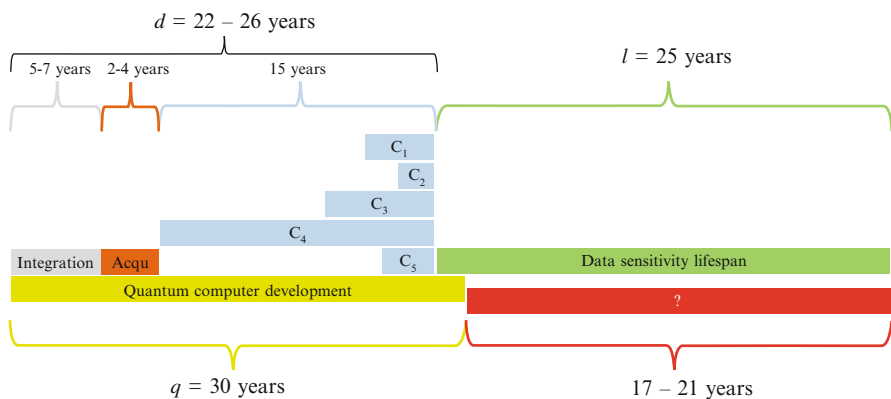 d = 22 – 26 years
5-7 years
2-4 years
15 years
l = 25 years
C₁
C₂
C₃
C₄
Integration
Acqu
C₅
Data sensitivity lifespan
Quantum computer development
?
q = 30 years
17 – 21 years